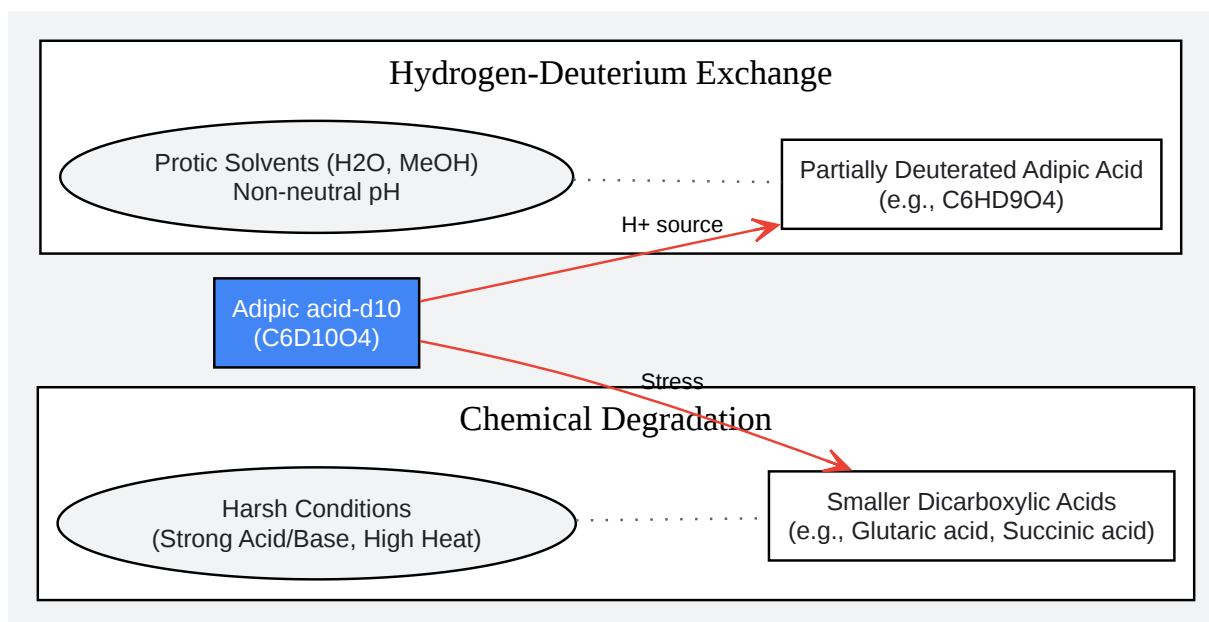 Hydrogen-Deuterium Exchange
Protic Solvents (H2O, MeOH)
Non-neutral pH
Partially Deuterated Adipic Acid
(e.g., C6HD9O4)
H+ source
Adipic acid-d10
(C6D10O4)
Stress
Chemical Degradation
Harsh Conditions
(Strong Acid/Base, High Heat)
Smaller Dicarboxylic Acids
(e.g., Glutaric acid, Succinic acid)